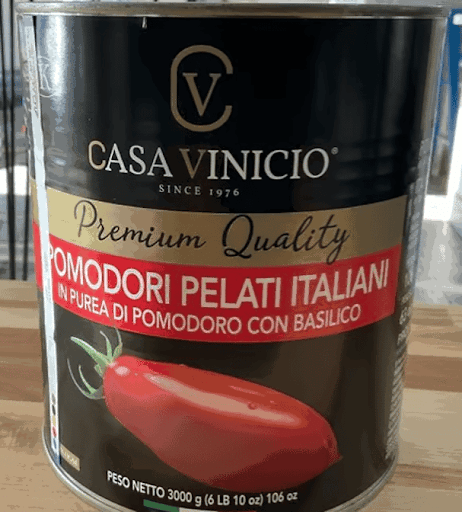 CV
CASA VINICIO®
SINCE 1976
Premium Quality
POMODORI PELATI ITALIANI
IN PUREA DI POMODORO CON BASILICO
PESO NETTO 3000 g (6 LB 10 oz) 106 oz